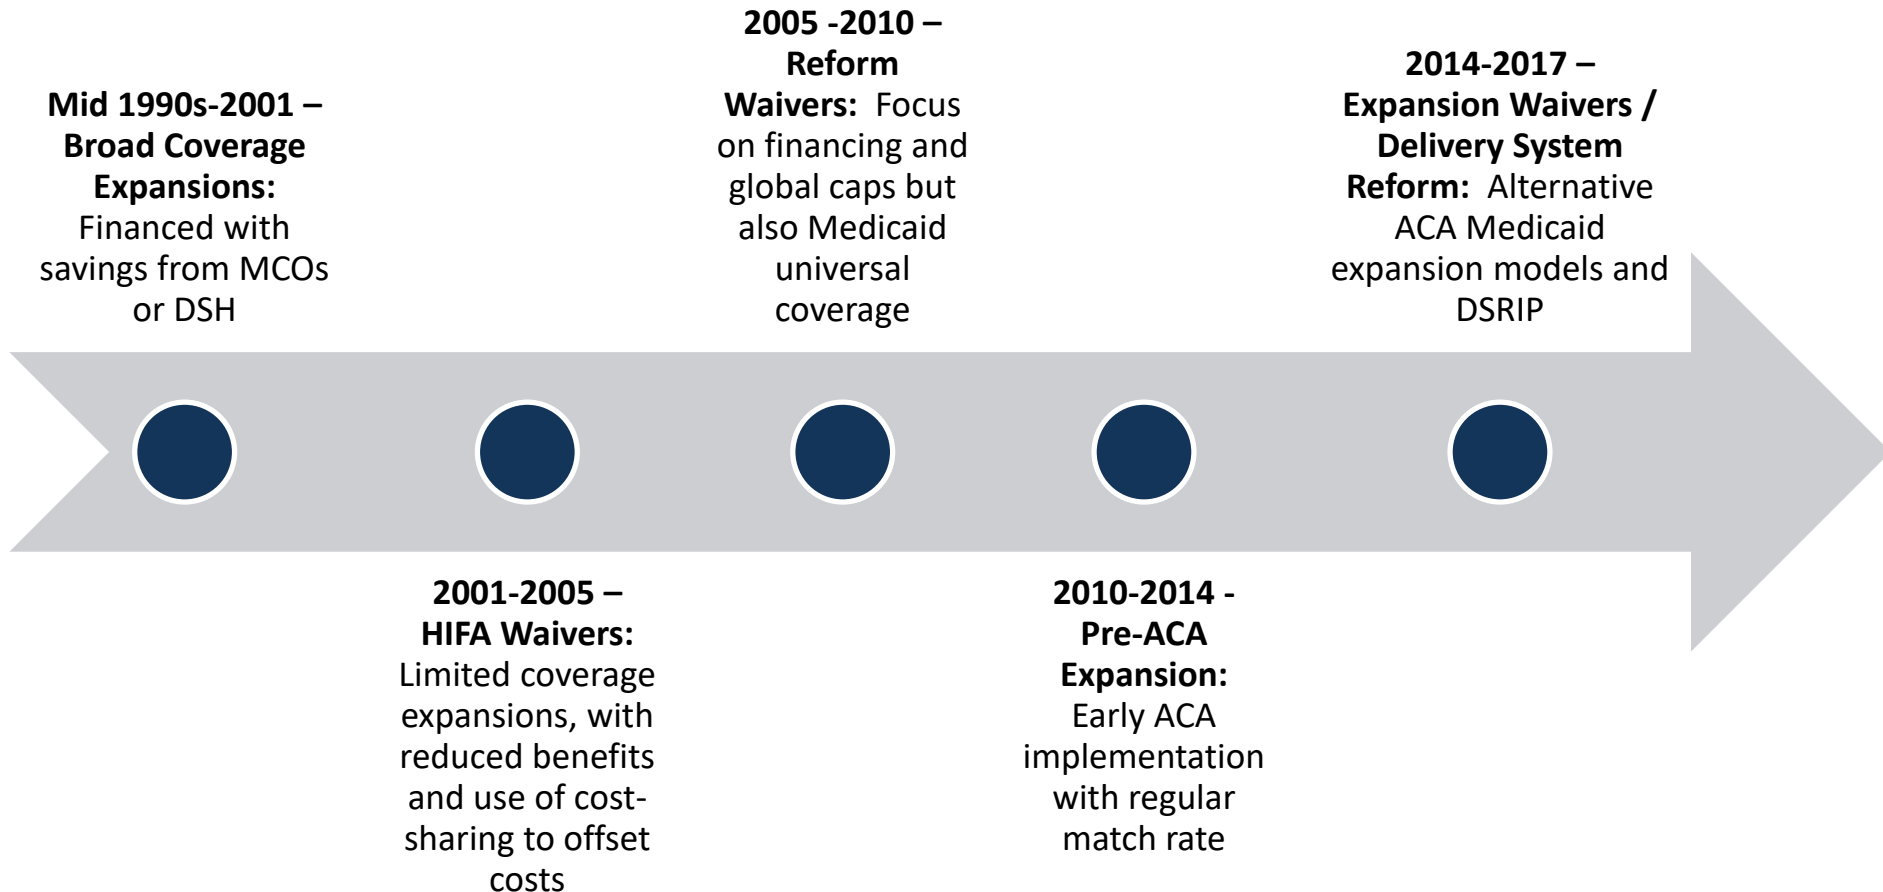 Mid 1990s-2001 –
Broad Coverage
Expansions:
Financed with
savings from MCOs
or DSH
2001-2005 –
HIFA Waivers:
Limited coverage
expansions, with
reduced benefits
and use of cost-
sharing to offset
costs
2005 -2010 –
Reform
Waivers:  Focus
on financing and
global caps but
also Medicaid
universal
coverage
2010-2014 -
Pre-ACA
Expansion:
Early ACA
implementation
with regular
match rate
2014-2017 –
Expansion Waivers /
Delivery System
Reform:  Alternative
ACA Medicaid
expansion models and
DSRIP